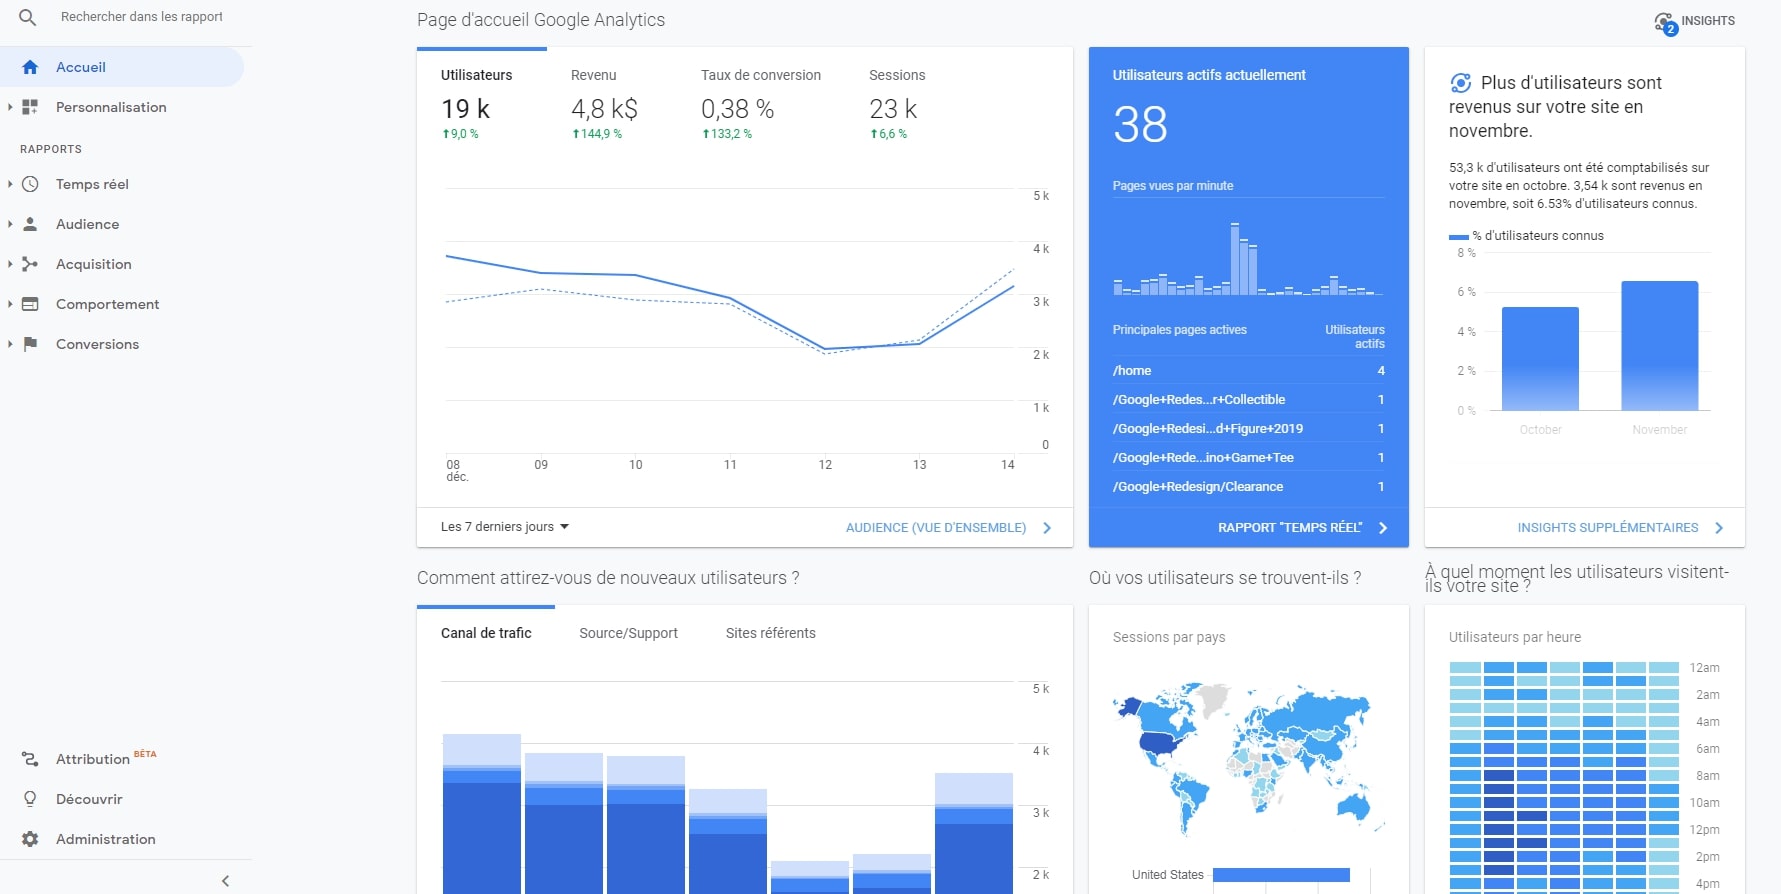 Rechercher dans les rapport
Accueil
Personnalisation
RAPPORTS
Temps réel
Audience
Acquisition
Comportement
Conversions
Attribution BÊTA
Découvrir
Administration
Page d'accueil Google Analytics
INSIGHTS
2
Utilisateurs
19 k
9,0 %
Revenu
4,8 k$
144,9 %
Taux de conversion
0,38 %
133,2 %
Sessions
23 k
6,6 %
5 k
4 k
3 k
2 k
1 k
0
08
déc.
09
10
11
12
13
14
Les 7 derniers jours
AUDIENCE (VUE D'ENSEMBLE)
Utilisateurs actifs actuellement
38
Pages vues par minute
Principales pages actives
Utilisateurs
actifs
/home 4
/Google+Redes...r+Collectible 1
/Google+Redesi...d+Figure+2019 1
/Google+Rede...ino+Game+Tee 1
/Google+Redesign/Clearance 1
RAPPORT "TEMPS RÉEL"
Plus d'utilisateurs sont
revenus sur votre site en
novembre.
53,3 k d'utilisateurs ont été comptabilisés sur
votre site en octobre. 3,54 k sont revenus en
novembre, soit 6.53% d'utilisateurs connus.
% d'utilisateurs connus
8 %
6 %
4 %
2 %
0 %
October
November
INSIGHTS SUPPLÉMENTAIRES
Comment attirez-vous de nouveaux utilisateurs ?
Canal de trafic
Source/Support
Sites référents
5 k
4 k
3 k
2 k
Où vos utilisateurs se trouvent-ils ?
Sessions par pays
United States
À quel moment les utilisateurs visitent-
ils votre site ?
Utilisateurs par heure
12am
2am
4am
6am
8am
10am
12pm
2pm
4pm